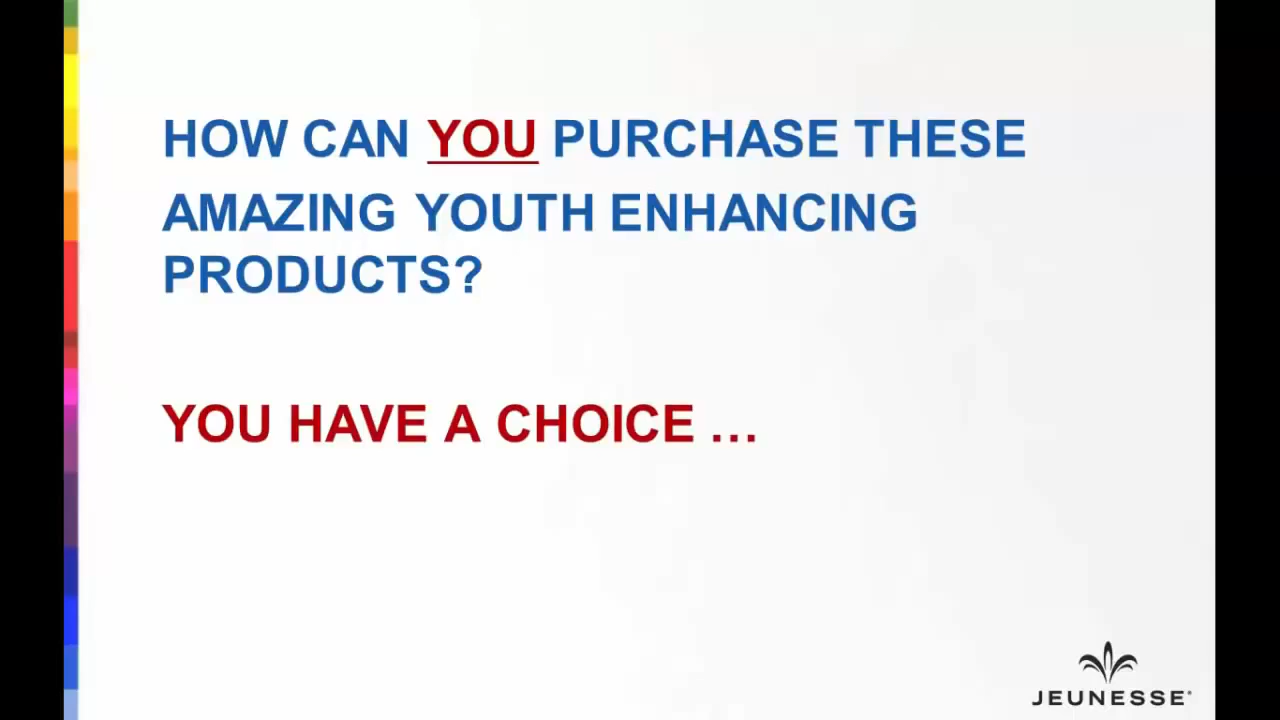 HOW CAN YOU PURCHASE THESE
AMAZING YOUTH ENHANCING
PRODUCTS?
YOU HAVE A CHOICE …
JEUNESSE®